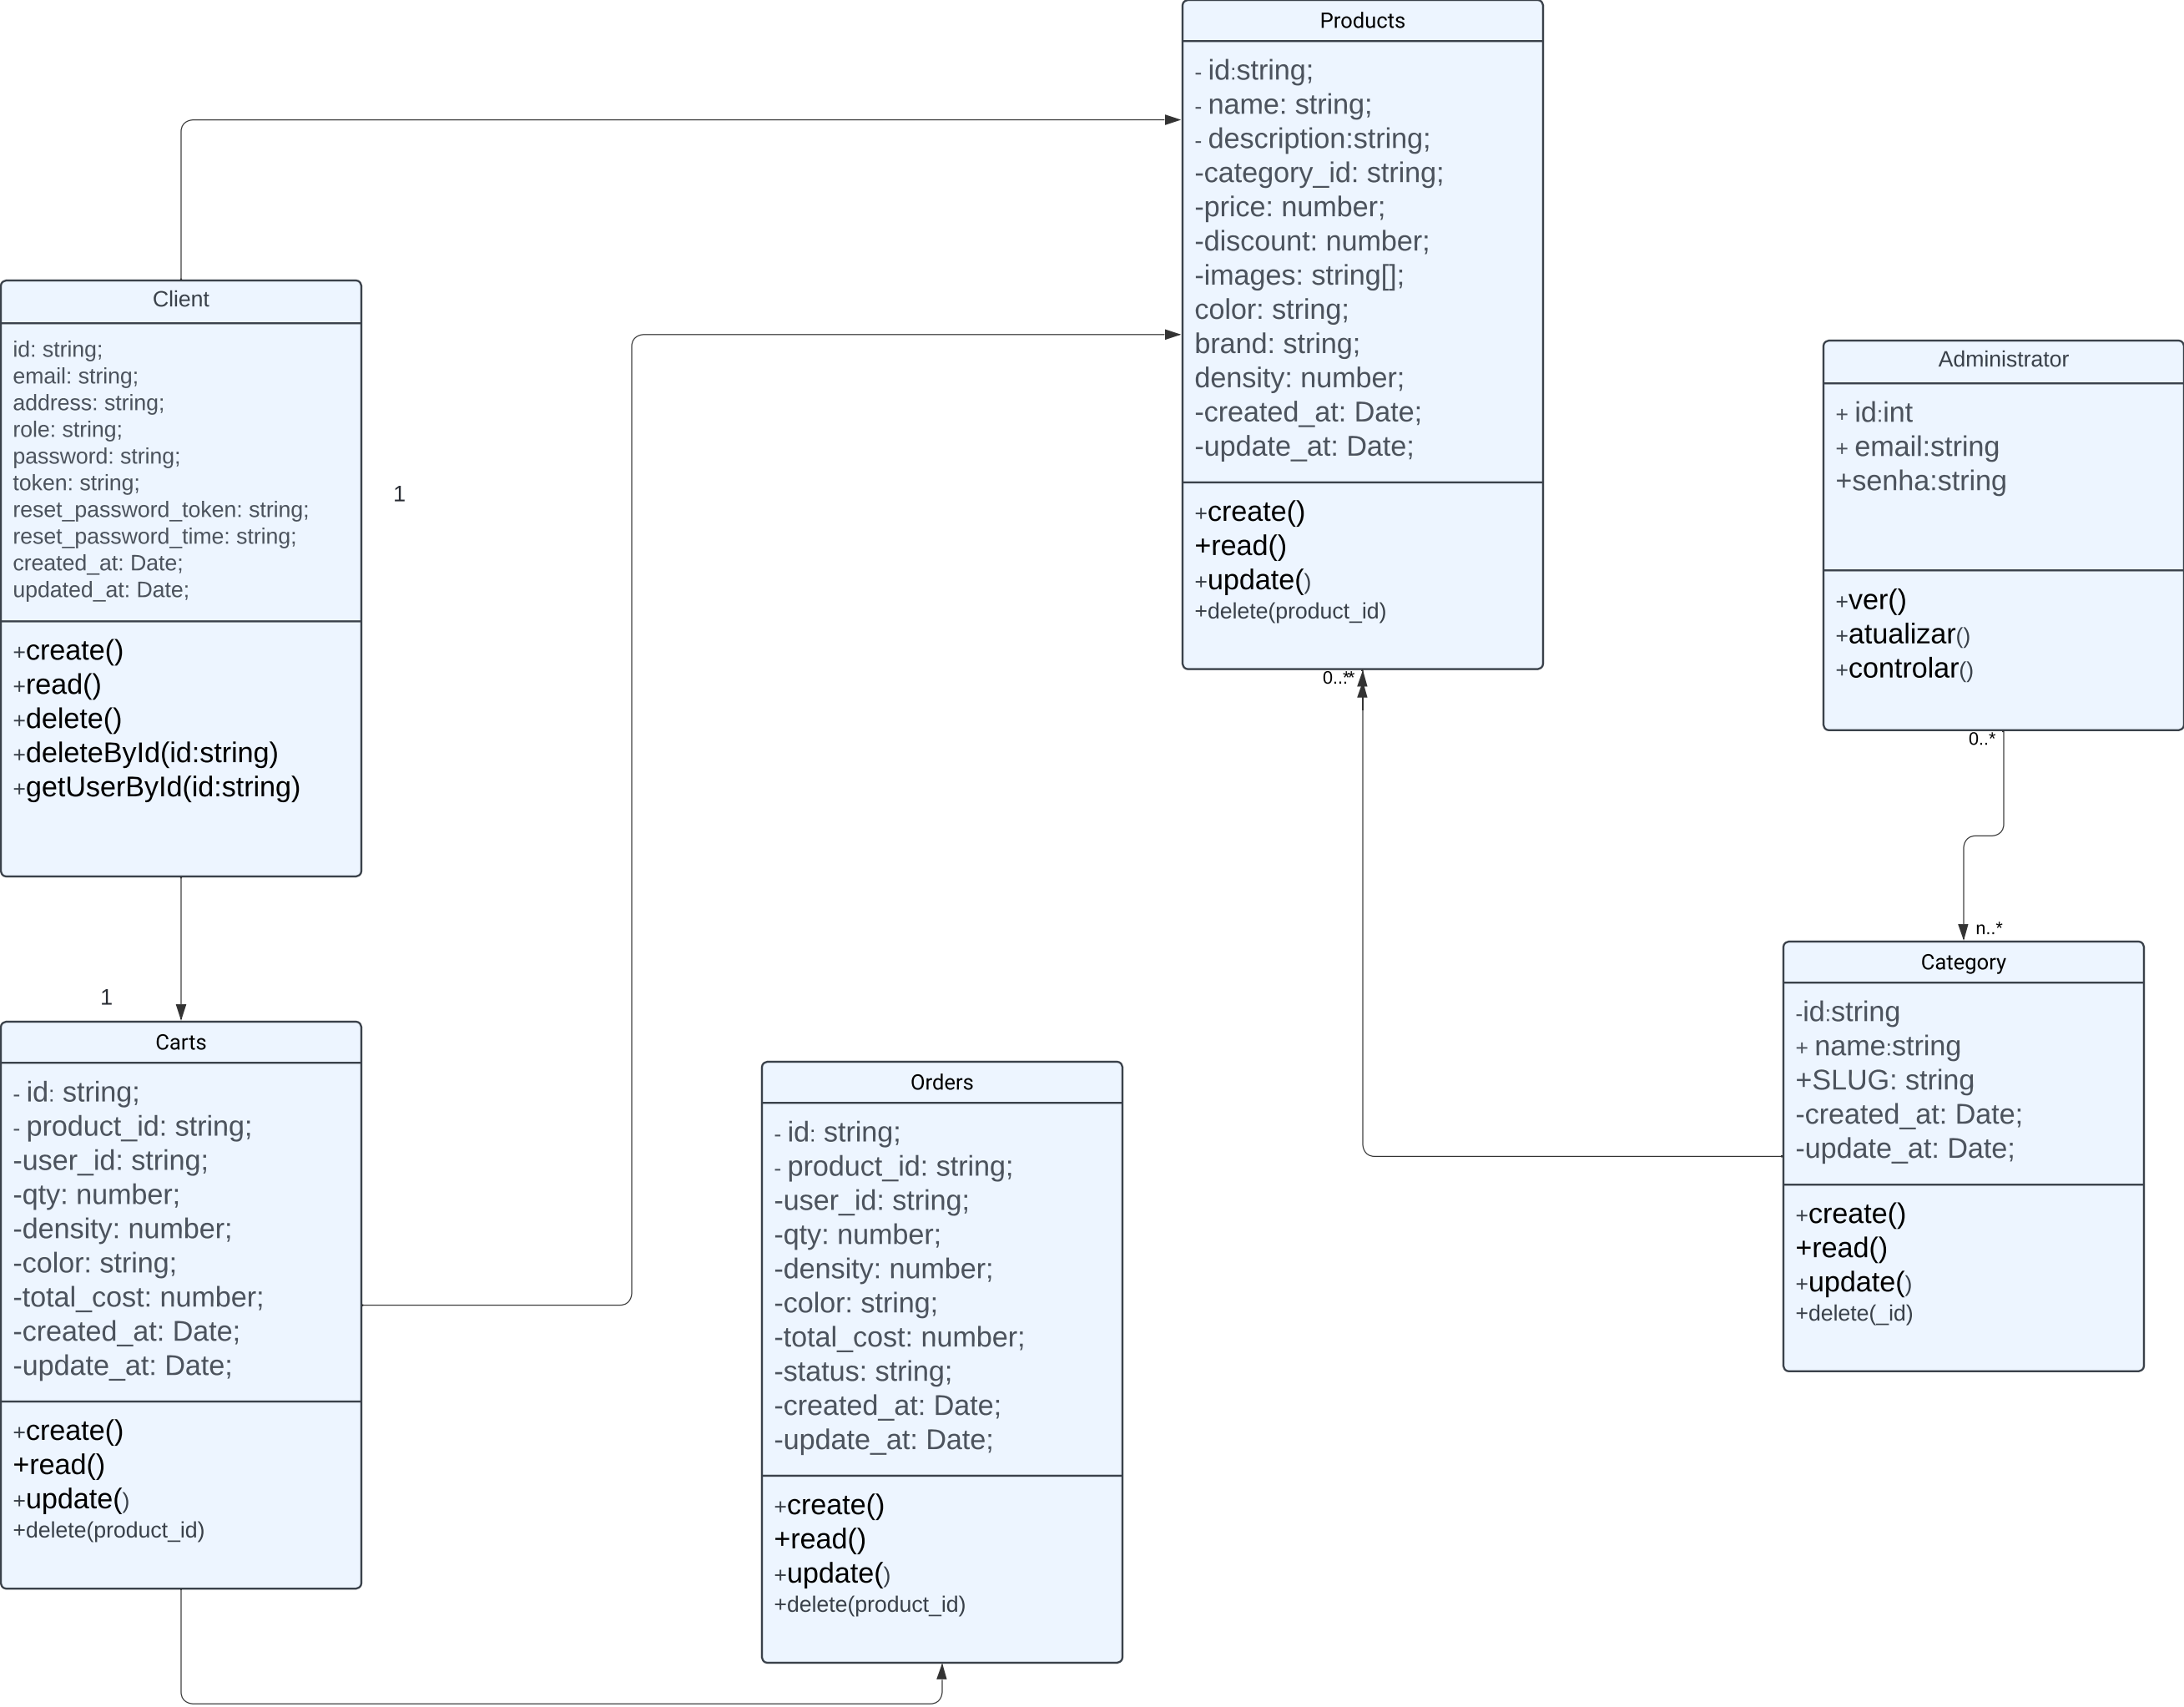 Products
- id:string;
- name: string;
- description:string;
-category_id: string;
-price: number;
-discount: number;
-images: string[];
color: string;
brand: string;
density: number;
-created_at: Date;
-update_at: Date;
+create()
+read()
+update()
+delete(product_id)
0..**
Client
id: string;
email: string;
address: string;
role: string;
password: string;
token: string;
reset_password_token: string;
reset_password_time: string;
created_at: Date;
updated_at: Date;
+create()
+read()
+delete()
+deleteById(id:string)
+getUserById(id:string)
1
Administrator
+ id:int
+ email:string
+senha:string
+ver()
+atualizar()
+controlar()
0..*
n..*
Category
-id:string
+ name:string
+SLUG: string
-created_at: Date;
-update_at: Date;
+create()
+read()
+update()
+delete(_id)
1
Carts
- id: string;
- product_id: string;
-user_id: string;
-qty: number;
-density: number;
-color: string;
-total_cost: number;
-created_at: Date;
-update_at: Date;
+create()
+read()
+update()
+delete(product_id)
Orders
- id: string;
- product_id: string;
-user_id: string;
-qty: number;
-density: number;
-color: string;
-total_cost: number;
-status: string;
-created_at: Date;
-update_at: Date;
+create()
+read()
+update()
+delete(product_id)